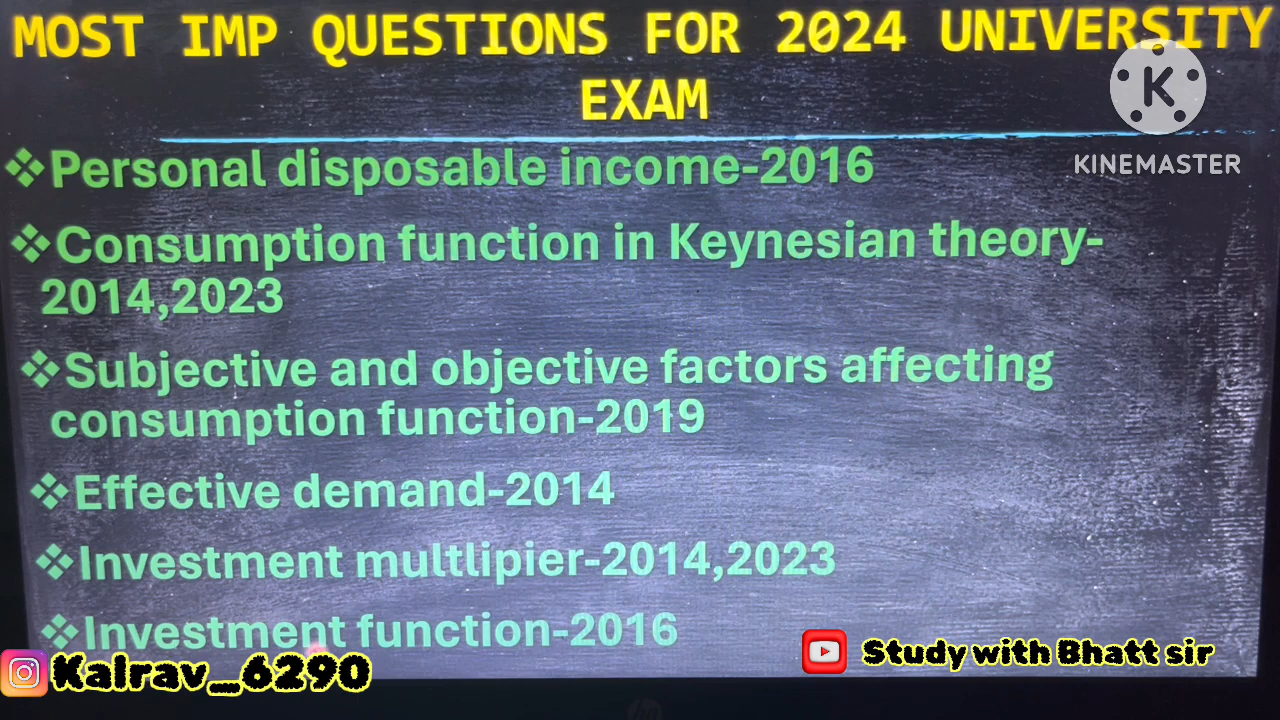 MOST IMP QUESTIONS FOR 2024 UNIVERSITY
EXAM
K
KINEMASTER
❖Personal disposable income-2016
❖Consumption function in Keynesian theory-
2014,2023
❖Subjective and objective factors affecting
consumption function-2019
❖Effective demand-2014
❖Investment multlipier-2014,2023
❖Investment function-2016
Kalrav_6290
Study with Bhatt sir
hp